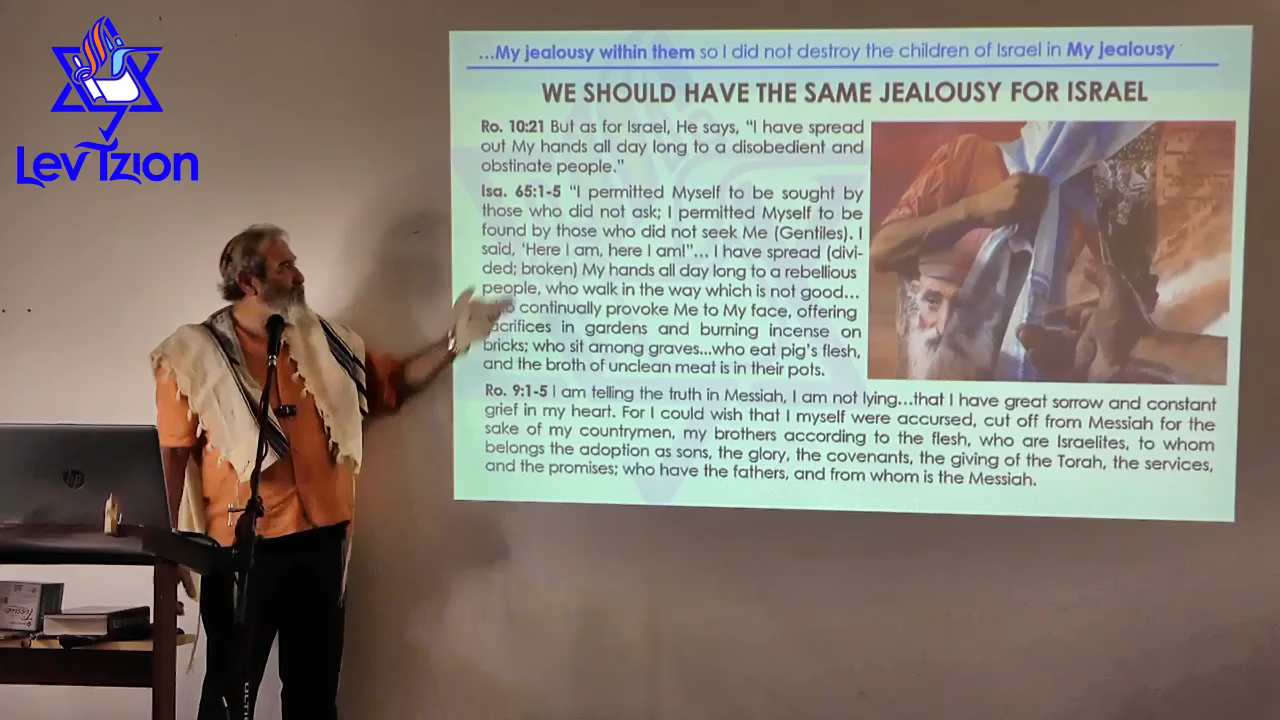 Lev Tzion
...My jealousy within them so I did not destroy the children of Israel in My jealousy
WE SHOULD HAVE THE SAME JEALOUSY FOR ISRAEL
Ro. 10:21 But as for Israel, He says, “I have spread
out My hands all day long to a disobedient and
obstinate people.”
Isa. 65:1-5 “I permitted Myself to be sought by
those who did not ask; I permitted Myself to be
found by those who did not seek Me (Gentiles). I
said, ‘Here I am, here I am!”... I have spread (divi-
ded; broken) My hands all day long to a rebellious
people, who walk in the way which is not good...
who continually provoke Me to My face, offering
sacrifices in gardens and burning incense on
bricks; who sit among graves...who eat pig’s flesh,
and the broth of unclean meat is in their pots.
Ro. 9:1-5 I am telling the truth in Messiah, I am not lying...that I have great sorrow and constant
grief in my heart. For I could wish that I myself were accursed, cut off from Messiah for the
sake of my countrymen, my brothers according to the flesh, who are Israelites, to whom
belongs the adoption as sons, the glory, the covenants, the giving of the Torah, the services,
and the promises; who have the fathers, and from whom is the Messiah.
hp
Tissue